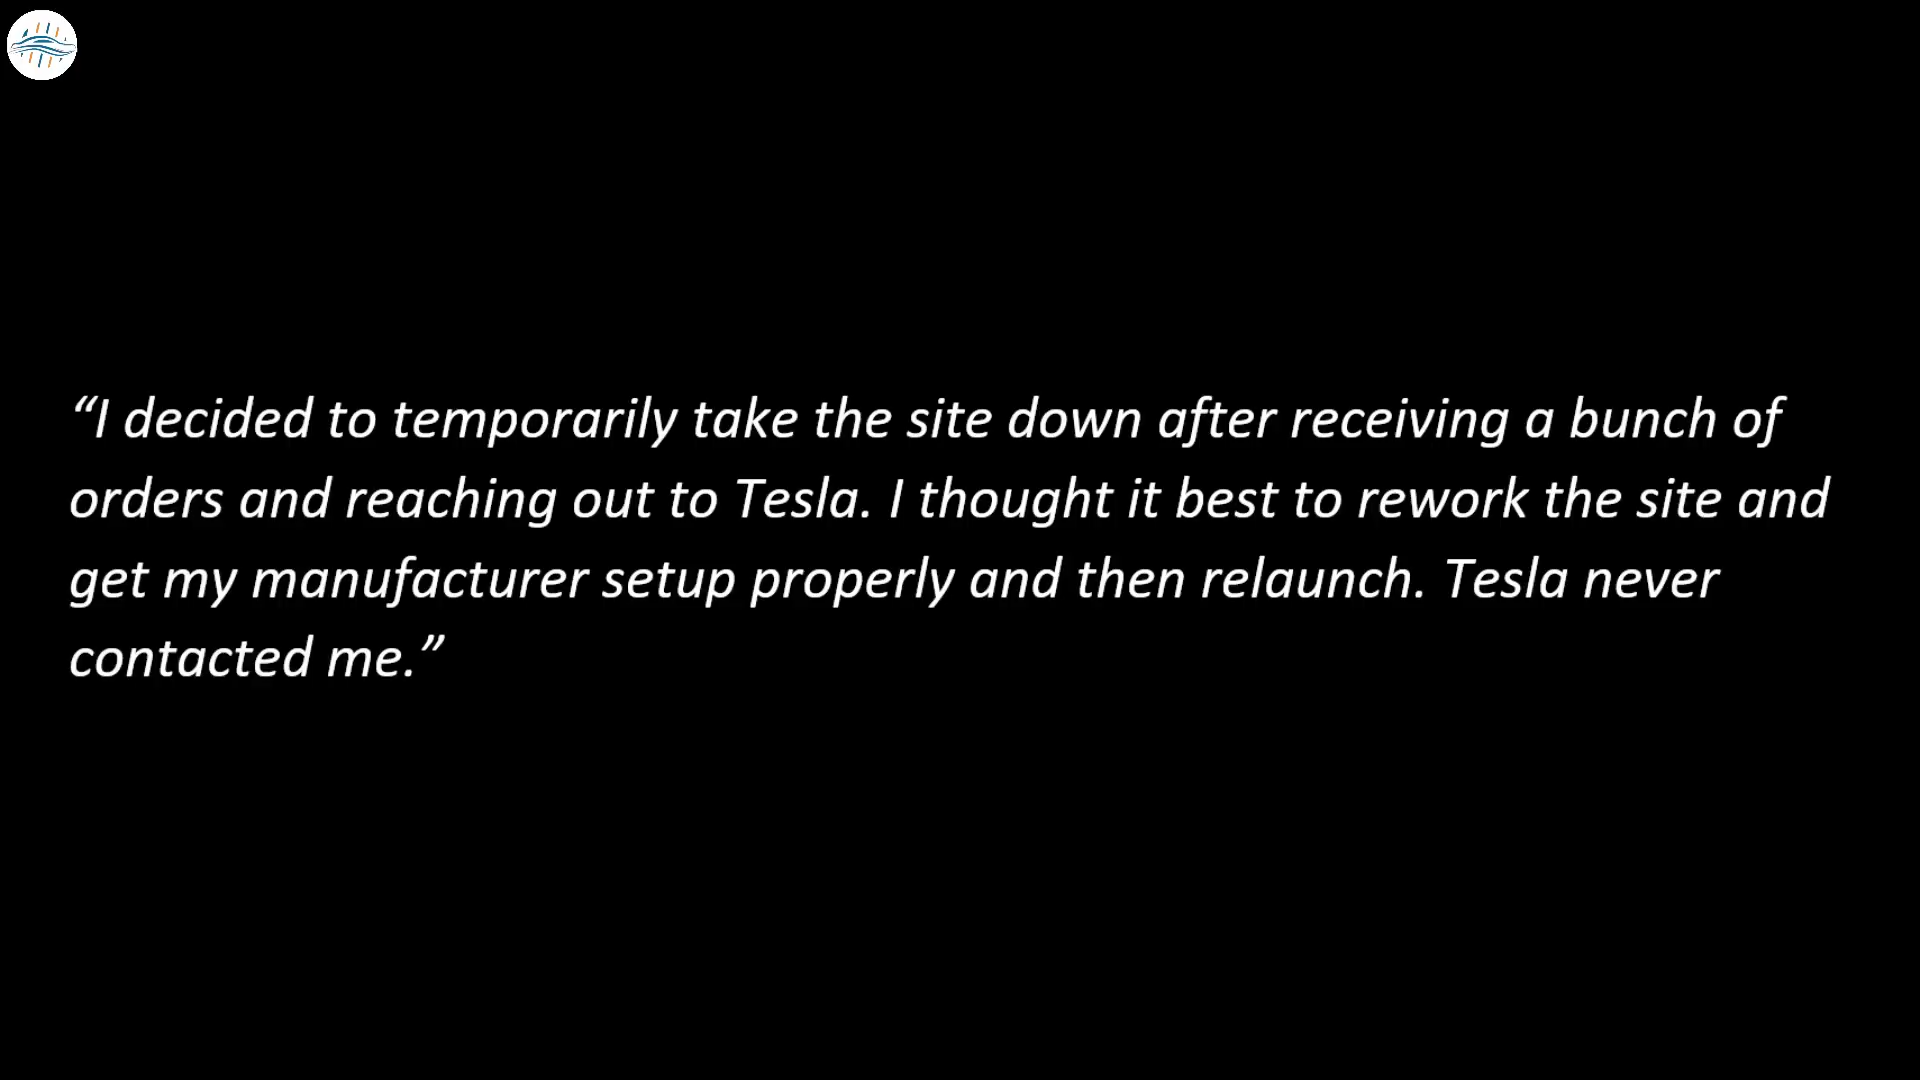 “I decided to temporarily take the site down after receiving a bunch of
orders and reaching out to Tesla. I thought it best to rework the site and
get my manufacturer setup properly and then relaunch. Tesla never
contacted me.”